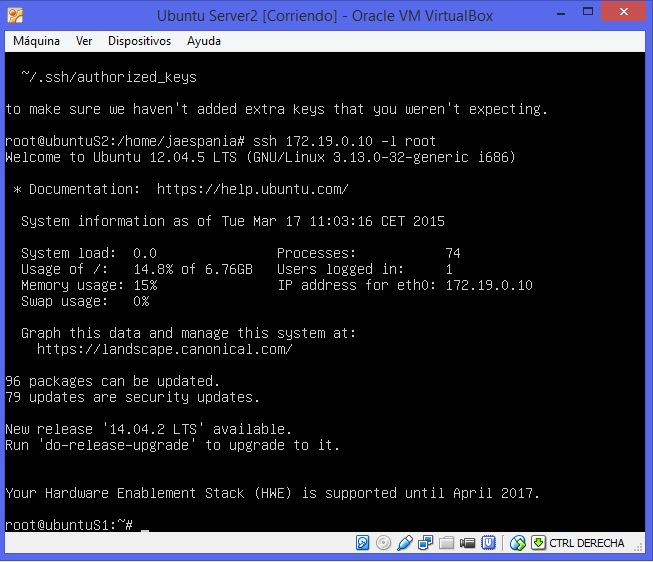 Ubuntu Server2 [Corriendo] - Oracle VM VirtualBox
Máquina Ver Dispositivos Ayuda
~/.ssh/authorized_keys
to make sure we haven't added extra keys that you weren't expecting.
root@ubuntuS2:/home/jaespania# ssh 172.19.0.10 -l root
Welcome to Ubuntu 12.04.5 LTS (GNU/Linux 3.13.0-32-generic i686)
* Documentation: https://help.ubuntu.com/
System information as of Tue Mar 17 11:03:16 CET 2015
System load: 0.0 Processes: 74
Usage of /: 14.8% of 6.76GB Users logged in: 1
Memory usage: 15% IP address for eth0: 172.19.0.10
Swap usage: 0%
Graph this data and manage this system at:
https://landscape.canonical.com/
96 packages can be updated.
79 updates are security updates.
New release '14.04.2 LTS' available.
Run 'do-release-upgrade' to upgrade to it.
Your Hardware Enablement Stack (HWE) is supported until April 2017.
root@ubuntuS1:~# _
CTRL DERECHA